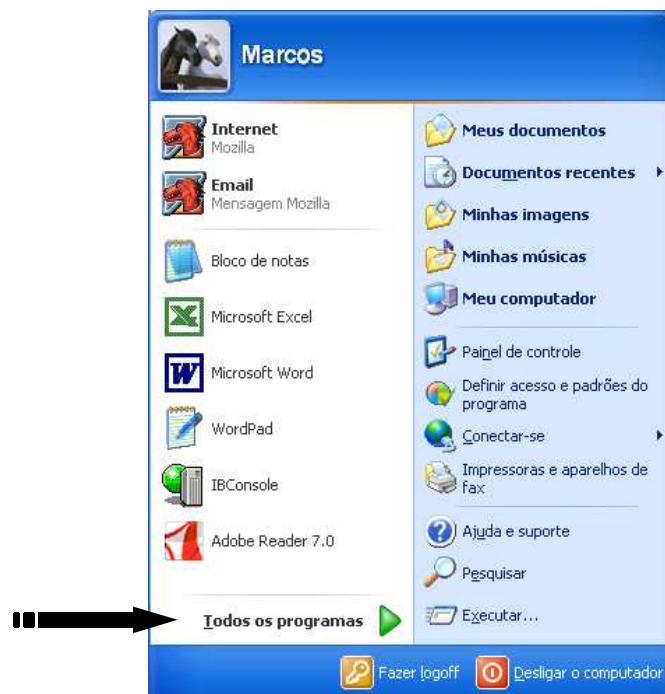 Marcos
Internet
Mozilla
Email
Mensagem Mozilla
Bloco de notas
Microsoft Excel
Microsoft Word
WordPad
IBConsole
Adobe Reader 7.0
Todos os programas
Meus documentos
Documentos recentes
Minhas imagens
Minhas músicas
Meu computador
Painel de controle
Definir acesso e padrões do
programa
Conectar-se
Impressoras e aparelhos de
fax
Ajuda e suporte
Pesquisar
Executar...
Fazer logoff
Desligar o computador